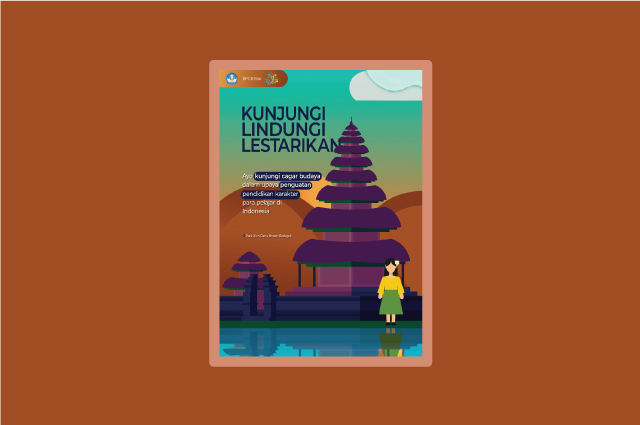 KUNJUNGI
LINDUNGI
LESTARIKAN
Ayo kunjungi cagar budaya
dalam upaya penguatan
pendidikan karakter
para pelajar di
Indonesia